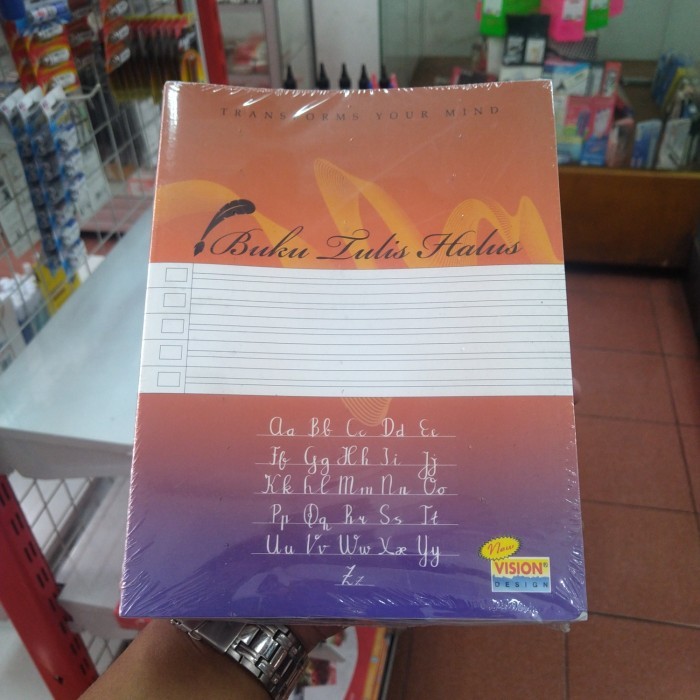 TRANSFORMS YOUR MIND
Buku Tulis Halus
Aa Bb Cc Dd Ee
Ff Gg Hh Ii Jj
Kk Ll Mm Nn Oo
Pp Qq Rr Ss Tt
Uu Vv Ww Xx Yy
Zz
New
VISION®
DESIGN